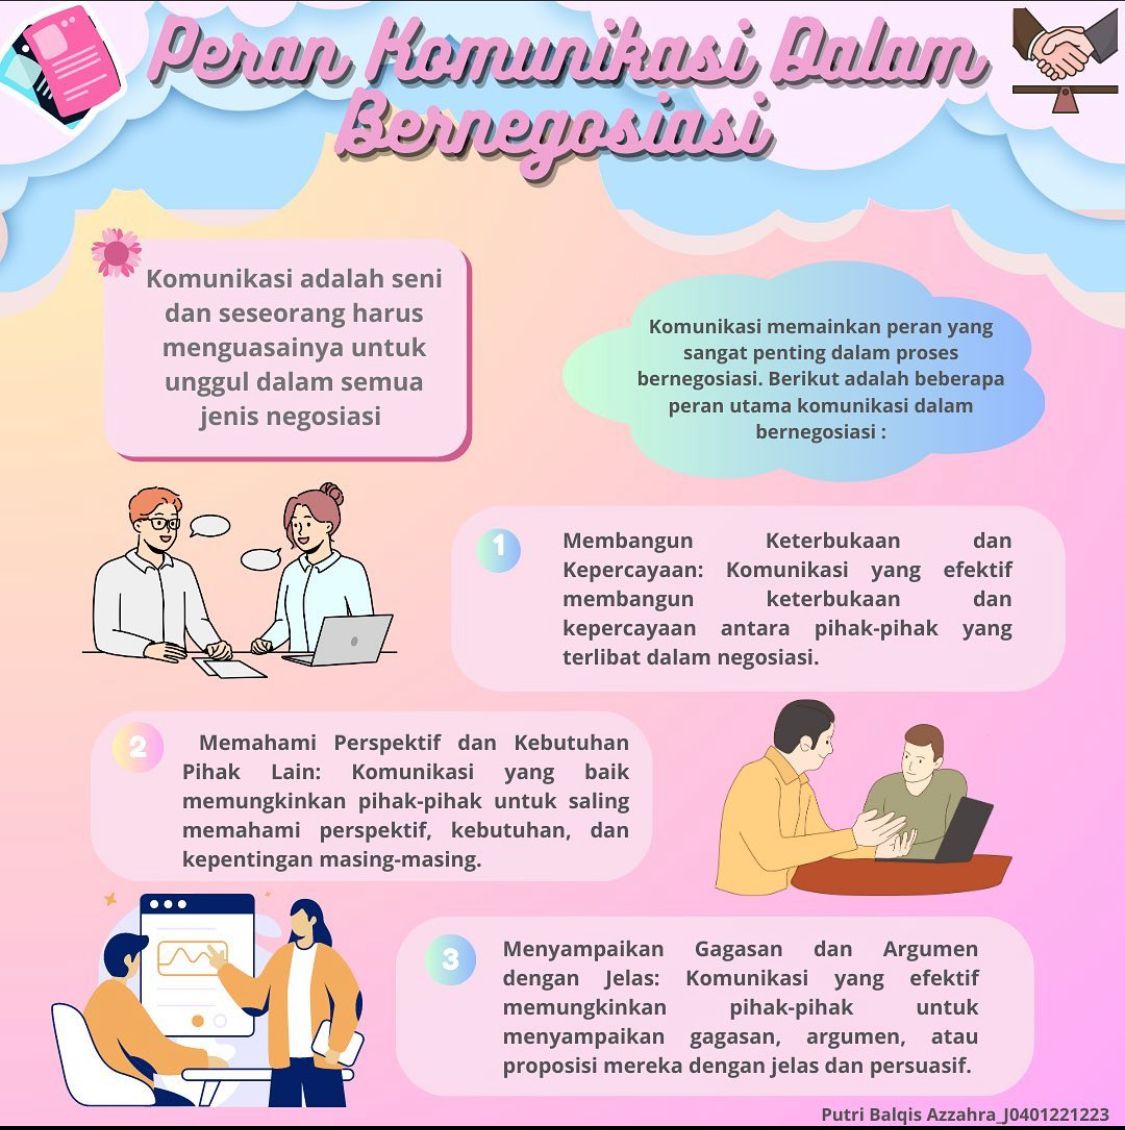 Peran Komunikasi Dalam
Bernegosiasi
Komunikasi adalah seni
dan seseorang harus
menguasainya untuk
unggul dalam semua
jenis negosiasi
Komunikasi memainkan peran yang
sangat penting dalam proses
bernegosiasi. Berikut adalah beberapa
peran utama komunikasi dalam
bernegosiasi :
1
Membangun Keterbukaan dan
Kepercayaan: Komunikasi yang efektif
membangun keterbukaan dan
kepercayaan antara pihak-pihak yang
terlibat dalam negosiasi.
2
Memahami Perspektif dan Kebutuhan
Pihak Lain: Komunikasi yang baik
memungkinkan pihak-pihak untuk saling
memahami perspektif, kebutuhan, dan
kepentingan masing-masing.
3
Menyampaikan Gagasan dan Argumen
dengan Jelas: Komunikasi yang efektif
memungkinkan pihak-pihak untuk
menyampaikan gagasan, argumen, atau
proposisi mereka dengan jelas dan persuasif.
Putri Balqis Azzahra_J0401221223